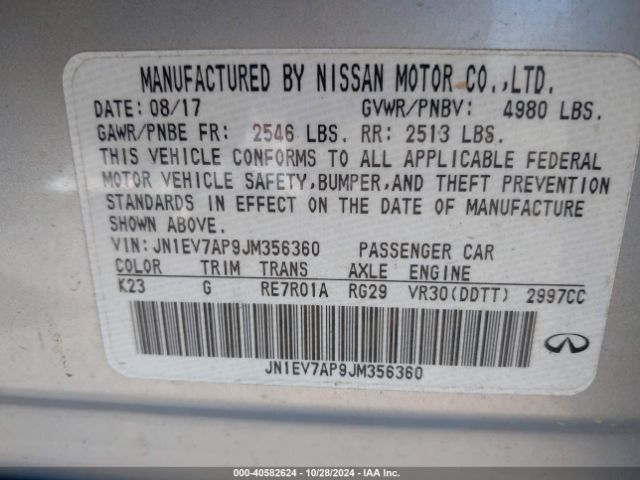 MANUFACTURED BY NISSAN MOTOR CO.,LTD.
DATE: 08/17 GVWR/PNBV: 4980 LBS.
GAWR/PNBE FR: 2546 LBS. RR: 2513 LBS.
THIS VEHICLE CONFORMS TO ALL APPLICABLE FEDERAL
MOTOR VEHICLE SAFETY,BUMPER,AND THEFT PREVENTION
STANDARDS IN EFFECT ON THE DATE OF MANUFACTURE
SHOWN ABOVE.
VIN: JN1EV7AP9JM356360 PASSENGER CAR
COLOR TRIM TRANS AXLE ENGINE
K23 G RE7R01A RG29 VR30(DDTT) 2997CC
JN1EV7AP9JM356360
000-40582624 - 10/28/2024 - IAA Inc.